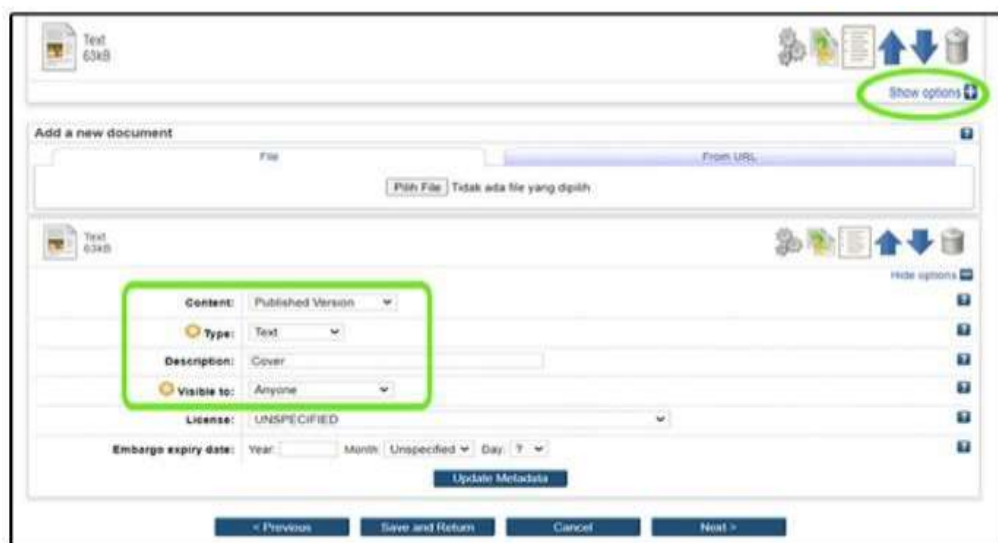 Text
63kB
Show options
Add a new document
File From URL
Pilih File Tidak ada file yang dipilih
Text
63kB
Hide options
Content: Published Version
Type: Text
Description: Cover
Visible to: Anyone
License: UNSPECIFIED
Embargo expiry date: Year: Month: Unspecified Day: ?
Update Metadata
< Previous Save and Return Cancel Next >